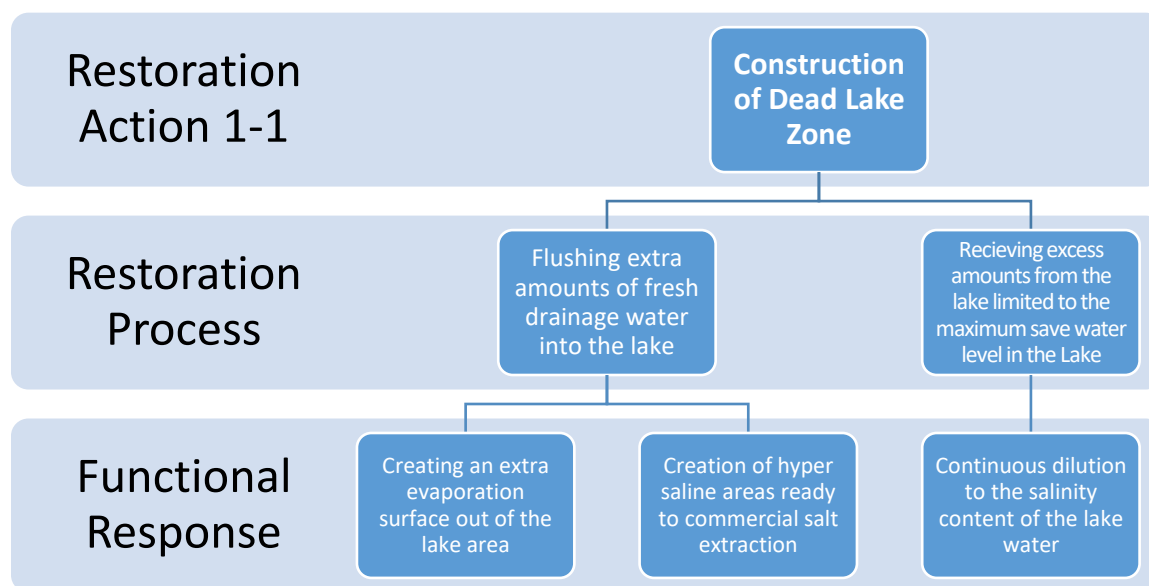 Restoration
Action 1-1
Construction
of Dead Lake
Zone
Restoration
Process
Flushing extra
amounts of fresh
drainage water
into the lake
Recieving excess
amounts from the
lake limited to the
maximum save water
level in the Lake
Functional
Response
Creating an extra
evaporation
surface out of the
lake area
Creation of hyper
saline areas ready
to commercial salt
extraction
Continuous dilution
to the salinity
content of the lake
water